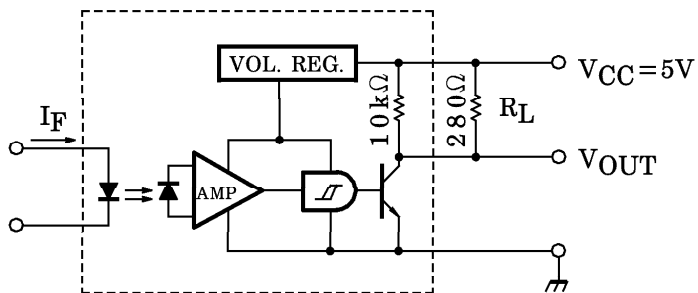 VOL. REG.
VCC=5V
IF
10kΩ
280Ω
RL
VOUT
AMP